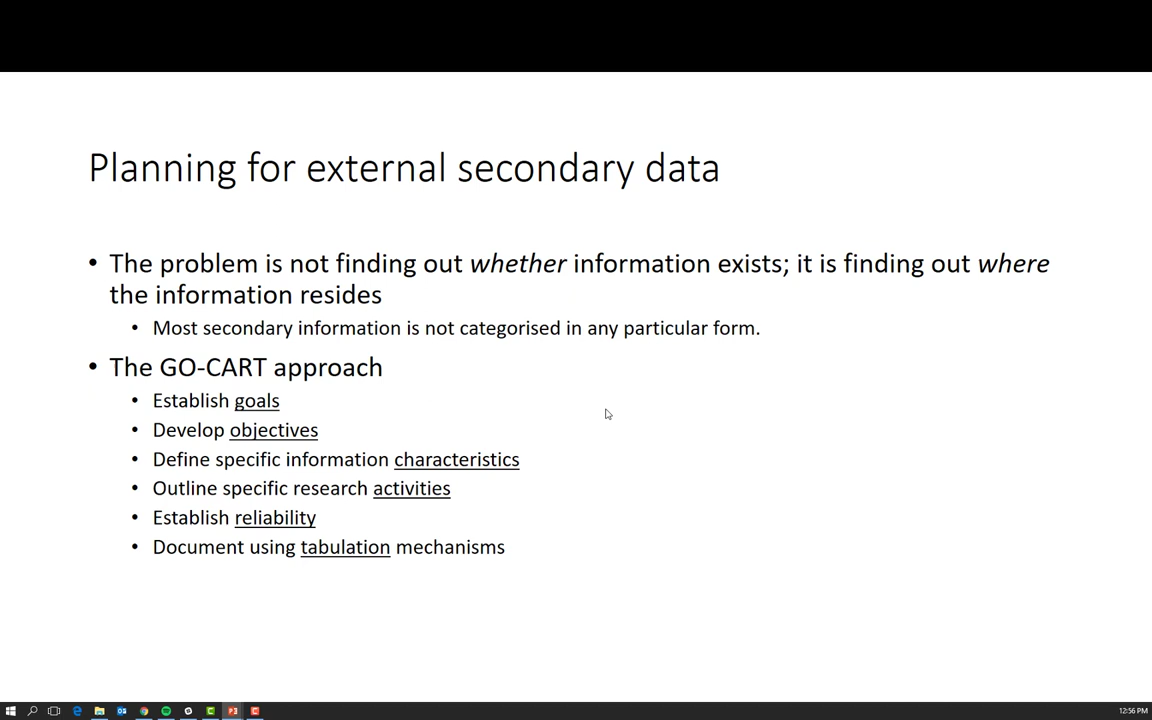 Planning for external secondary data
• The problem is not finding out whether information exists; it is finding out where
the information resides
• Most secondary information is not categorised in any particular form.
• The GO-CART approach
• Establish goals
• Develop objectives
• Define specific information characteristics
• Outline specific research activities
• Establish reliability
• Document using tabulation mechanisms
12:56 PM